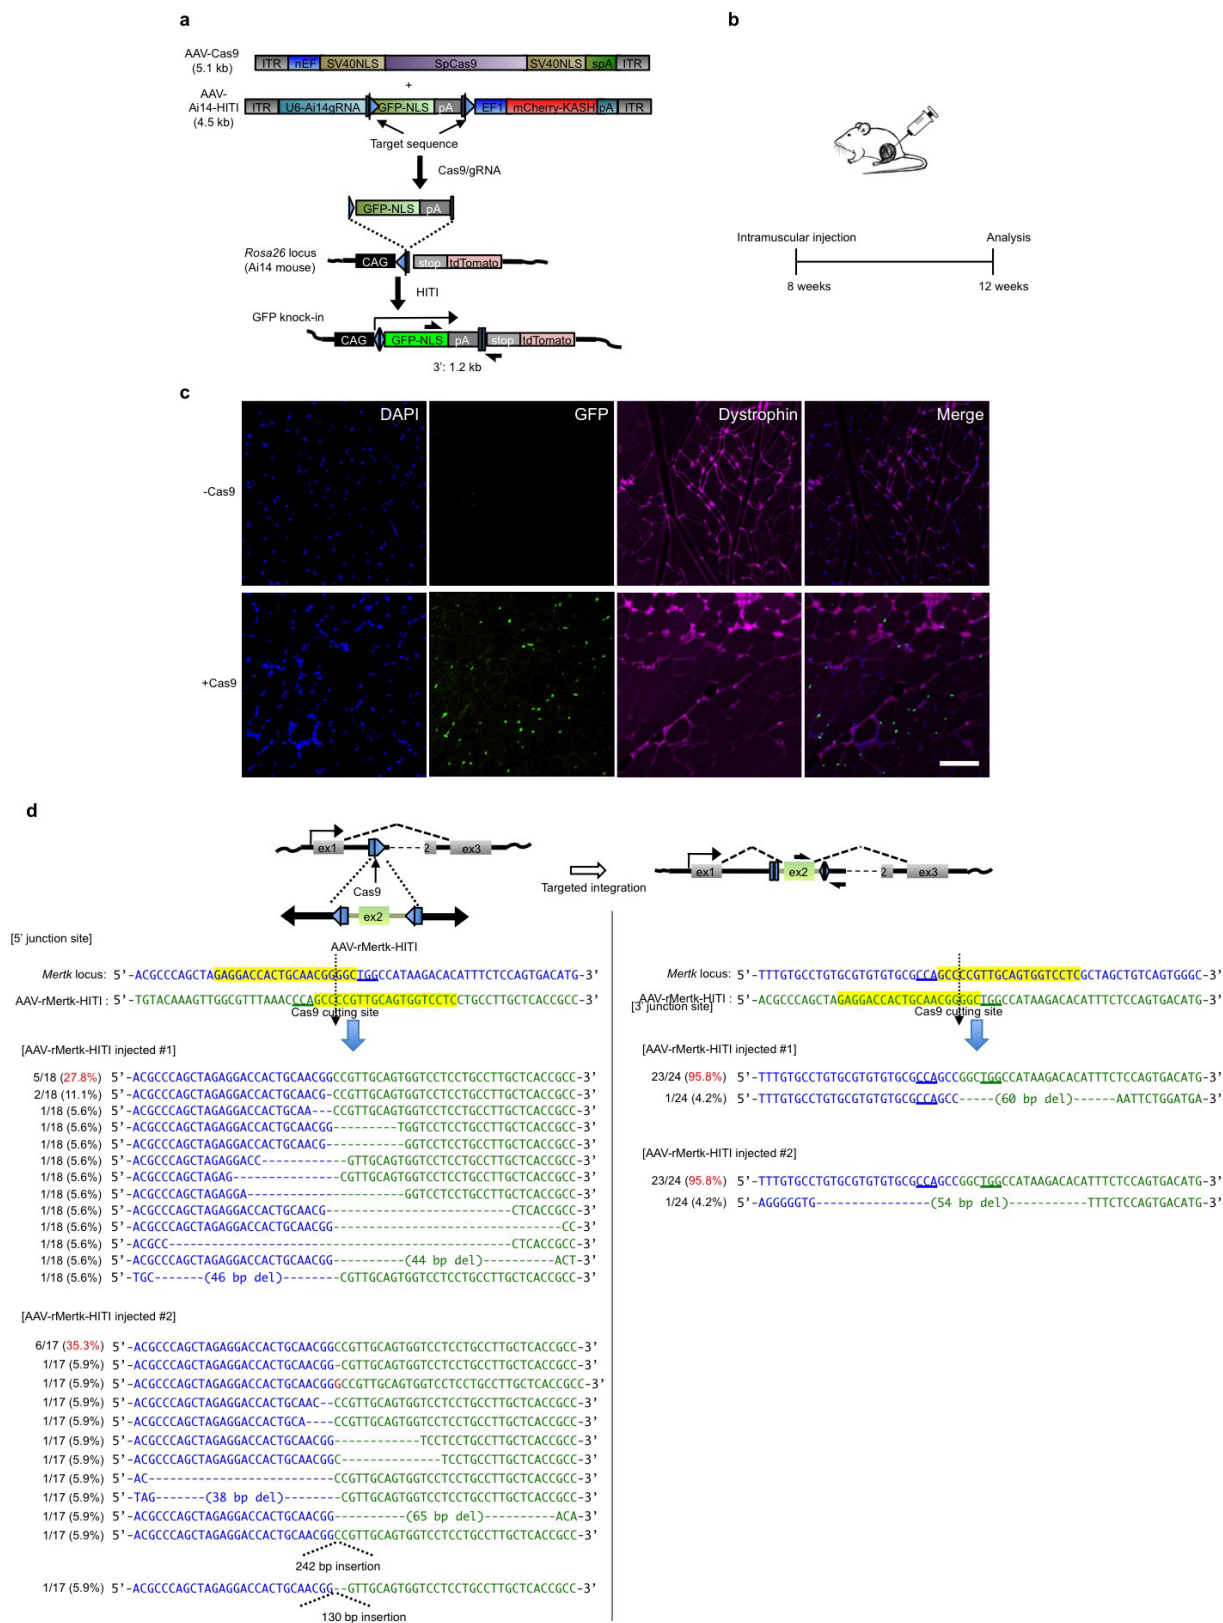 a
AAV-Cas9
(5.1 kb)
ITR nEF SV40NLS SpCas9 SV40NLS spA ITR
+
AAV-
Ai14-HITI
(4.5 kb)
ITR U6-Ai14gRNA GFP-NLS pA EF1 mCherry-KASH pA ITR
Target sequence
Cas9/gRNA
GFP-NLS pA
Rosa26 locus
(Ai14 mouse)
CAG stop tdTomato
HITI
GFP knock-in
CAG GFP-NLS pA stop tdTomato
3': 1.2 kb
b
Intramuscular injection Analysis
8 weeks 12 weeks
c
DAPI GFP Dystrophin Merge
-Cas9
+Cas9
d
ex1 2 ex3
Cas9
ex2
AAV-rMertk-HITI
Targeted integration
ex1 ex2 2 ex3
[5' junction site]
Mertk locus: 5'-ACGCCCAGCTAGAGGACCACTGCAACGGGGCTGGCCATAAGACACATTTCTCCAGTGACATG-3'
AAV-rMertk-HITI : 5'-TGTACAAAGTTGGCGTTTAAACCCAGCCCCGTTGCAGTGGTCCTCCTGCCTTGCTCACCGCC-3'
Cas9 cutting site
[AAV-rMertk-HITI injected #1]
5/18 (27.8%) 5'-ACGCCCAGCTAGAGGACCACTGCAACGGCCGTTGCAGTGGTCCTCCTGCCTTGCTCACCGCC-3'
2/18 (11.1%) 5'-ACGCCCAGCTAGAGGACCACTGCAACG-CCGTTGCAGTGGTCCTCCTGCCTTGCTCACCGCC-3'
1/18 (5.6%) 5'-ACGCCCAGCTAGAGGACCACTGCAA---CCGTTGCAGTGGTCCTCCTGCCTTGCTCACCGCC-3'
1/18 (5.6%) 5'-ACGCCCAGCTAGAGGACCACTGCAACGG---------TGGTCCTCCTGCCTTGCTCACCGCC-3'
1/18 (5.6%) 5'-ACGCCCAGCTAGAGGACCACTGCAACG-----------GGTCCTCCTGCCTTGCTCACCGCC-3'
1/18 (5.6%) 5'-ACGCCCAGCTAGAGGACC------------GTTGCAGTGGTCCTCCTGCCTTGCTCACCGCC-3'
1/18 (5.6%) 5'-ACGCCCAGCTAGAG---------------CGTTGCAGTGGTCCTCCTGCCTTGCTCACCGCC-3'
1/18 (5.6%) 5'-ACGCCCAGCTAGAGGA----------------------GGTCCTCCTGCCTTGCTCACCGCC-3'
1/18 (5.6%) 5'-ACGCCCAGCTAGAGGACCACTGCAACG--------------------------CTCACCGCC-3'
1/18 (5.6%) 5'-ACGCCCAGCTAGAGGACCACTGCAACGG--------------------------------CC-3'
1/18 (5.6%) 5'-ACGCC------------------------------------------------CTCACCGCC-3'
1/18 (5.6%) 5'-ACGCCCAGCTAGAGGACCACTGCAACGG----------(44 bp del)----------ACT-3'
1/18 (5.6%) 5'-TGC-------(46 bp del)--------CGTTGCAGTGGTCCTCCTGCCTTGCTCACCGCC-3'
[AAV-rMertk-HITI injected #2]
6/17 (35.3%) 5'-ACGCCCAGCTAGAGGACCACTGCAACGGCCGTTGCAGTGGTCCTCCTGCCTTGCTCACCGCC-3'
1/17 (5.9%) 5'-ACGCCCAGCTAGAGGACCACTGCAACGG-CGTTGCAGTGGTCCTCCTGCCTTGCTCACCGCC-3'
1/17 (5.9%) 5'-ACGCCCAGCTAGAGGACCACTGCAACGGGCCGTTGCAGTGGTCCTCCTGCCTTGCTCACCGCC-3'
1/17 (5.9%) 5'-ACGCCCAGCTAGAGGACCACTGCAAC--CCGTTGCAGTGGTCCTCCTGCCTTGCTCACCGCC-3'
1/17 (5.9%) 5'-ACGCCCAGCTAGAGGACCACTGCA----CCGTTGCAGTGGTCCTCCTGCCTTGCTCACCGCC-3'
1/17 (5.9%) 5'-ACGCCCAGCTAGAGGACCACTGCAACGG------------TCCTCCTGCCTTGCTCACCGCC-3'
1/17 (5.9%) 5'-ACGCCCAGCTAGAGGACCACTGCAACGGC--------------TCCTGCCTTGCTCACCGCC-3'
1/17 (5.9%) 5'-AC--------------------------CCGTTGCAGTGGTCCTCCTGCCTTGCTCACCGCC-3'
1/17 (5.9%) 5'-TAG-------(38 bp del)--------CGTTGCAGTGGTCCTCCTGCCTTGCTCACCGCC-3'
1/17 (5.9%) 5'-ACGCCCAGCTAGAGGACCACTGCAACGG----------(65 bp del)----------ACA-3'
1/17 (5.9%) 5'-ACGCCCAGCTAGAGGACCACTGCAACGGCCGTTGCAGTGGTCCTCCTGCCTTGCTCACCGCC-3'
242 bp insertion
1/17 (5.9%) 5'-ACGCCCAGCTAGAGGACCACTGCAACGG--GTTGCAGTGGTCCTCCTGCCTTGCTCACCGCC-3'
130 bp insertion
Mertk locus: 5'-TTTGTGCCTGTGCGTGTGTGCGCCAGCCCCGTTGCAGTGGTCCTCGCTAGCTGTCAGTGGGC-3'
AAV-rMertk-HITI : 5'-ACGCCCAGCTAGAGGACCACTGCAACGGGGCTGGCCATAAGACACATTTCTCCAGTGACATG-3'
[3' junction site]
Cas9 cutting site
[AAV-rMertk-HITI injected #1]
23/24 (95.8%) 5'-TTTGTGCCTGTGCGTGTGTGCGCCAGCCGGCTGGCCATAAGACACATTTCTCCAGTGACATG-3'
1/24 (4.2%) 5'-TTTGTGCCTGTGCGTGTGTGCGCCAGCC-----(60 bp del)------AATTCTGGATGA-3'
[AAV-rMertk-HITI injected #2]
23/24 (95.8%) 5'-TTTGTGCCTGTGCGTGTGTGCGCCAGCCGGCTGGCCATAAGACACATTTCTCCAGTGACATG-3'
1/24 (4.2%) 5'-AGGGGGTG----------------(54 bp del)-----------TTTCTCCAGTGACATG-3'